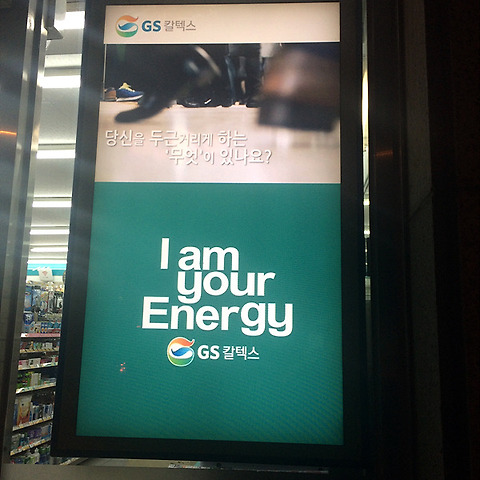 GS 칼텍스
당신을 두근거리게 하는
'무엇'이 있나요?
I am
your
Energy
GS 칼텍스